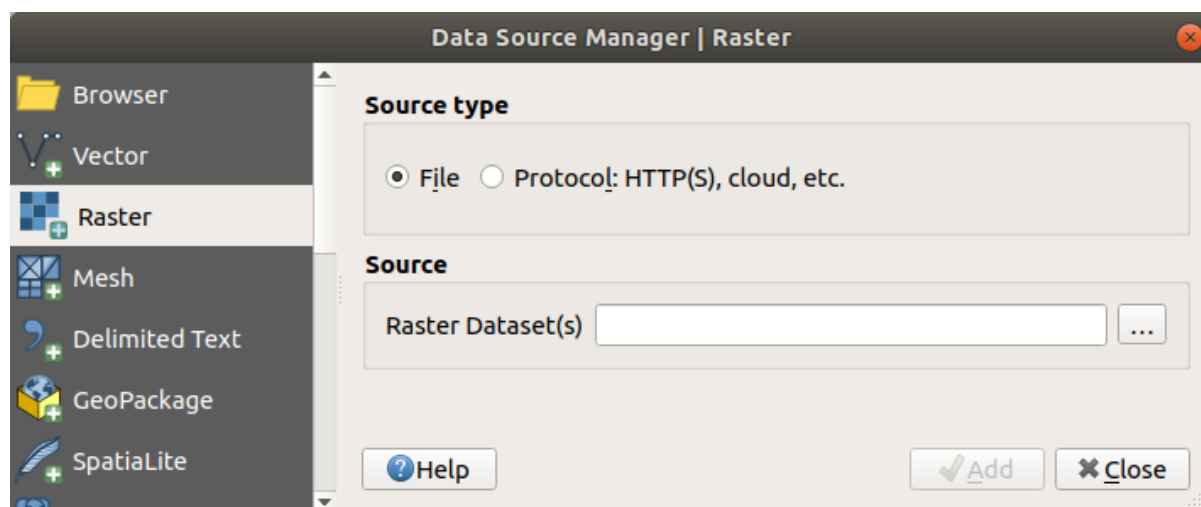 Data Source Manager | Raster
Browser
Vector
Raster
Mesh
Delimited Text
GeoPackage
SpatiaLite
Source type
File
Protocol: HTTP(S), cloud, etc.
Source
Raster Dataset(s)
...
Help
Add
Close